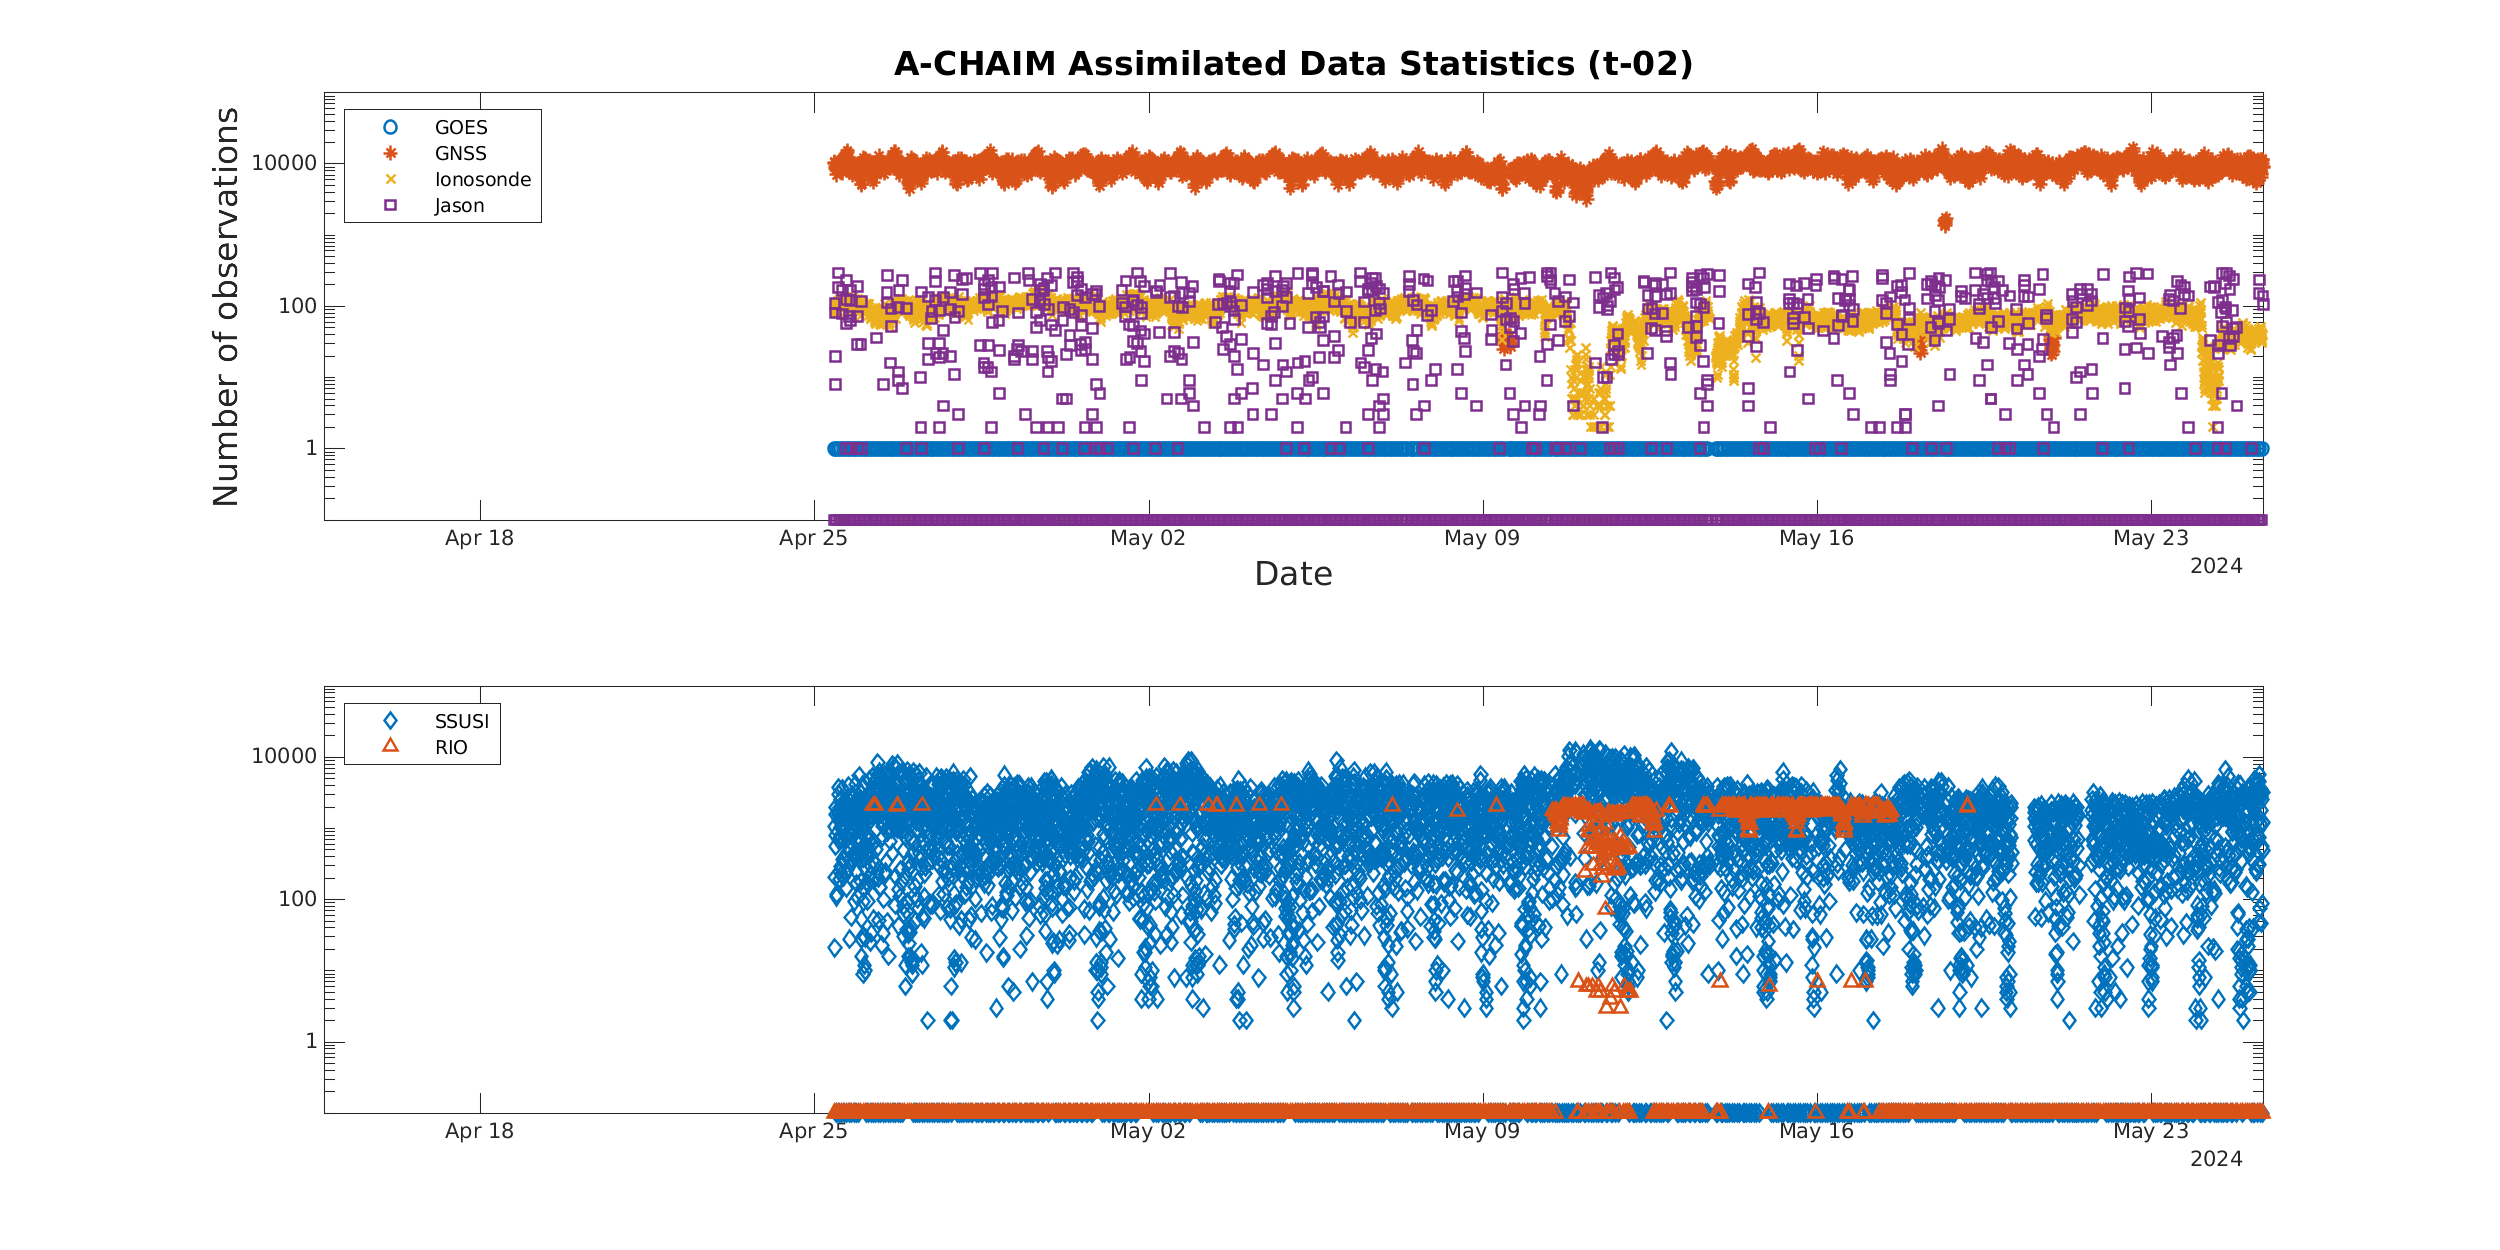 A-CHAIM Assimilated Data Statistics (t-02)
Number of observations
10000
100
1
GOES
GNSS
Ionosonde
Jason
Apr 18
Apr 25
May 02
May 09
May 16
May 23
2024
Date
10000
100
1
SSUSI
RIO
Apr 18
Apr 25
May 02
May 09
May 16
May 23
2024